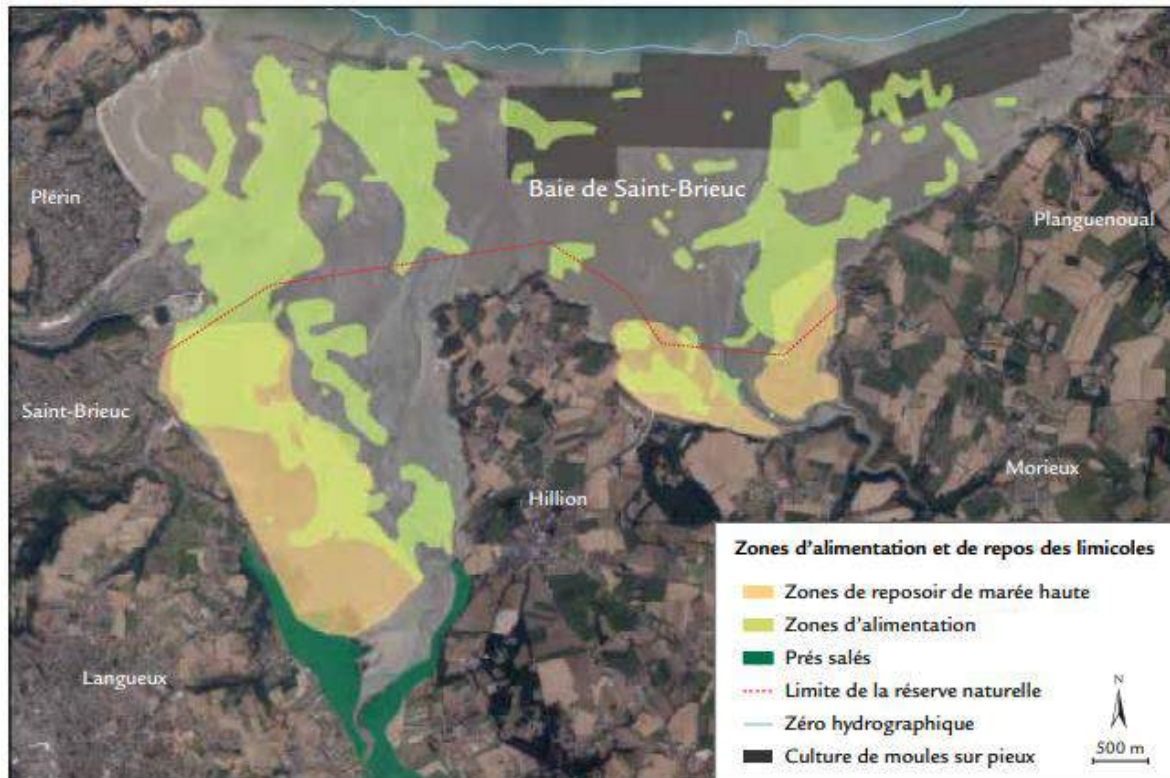 Baie de Saint-Brieuc
Plérin
Planguenoual
Saint-Brieuc
Morieux
Hillion
Langueux
Zones d'alimentation et de repos des limicoles
Zones de reposoir de marée haute
Zones d'alimentation
Prés salés
Limite de la réserve naturelle
Zéro hydrographique
Culture de moules sur pieux
N
500 m